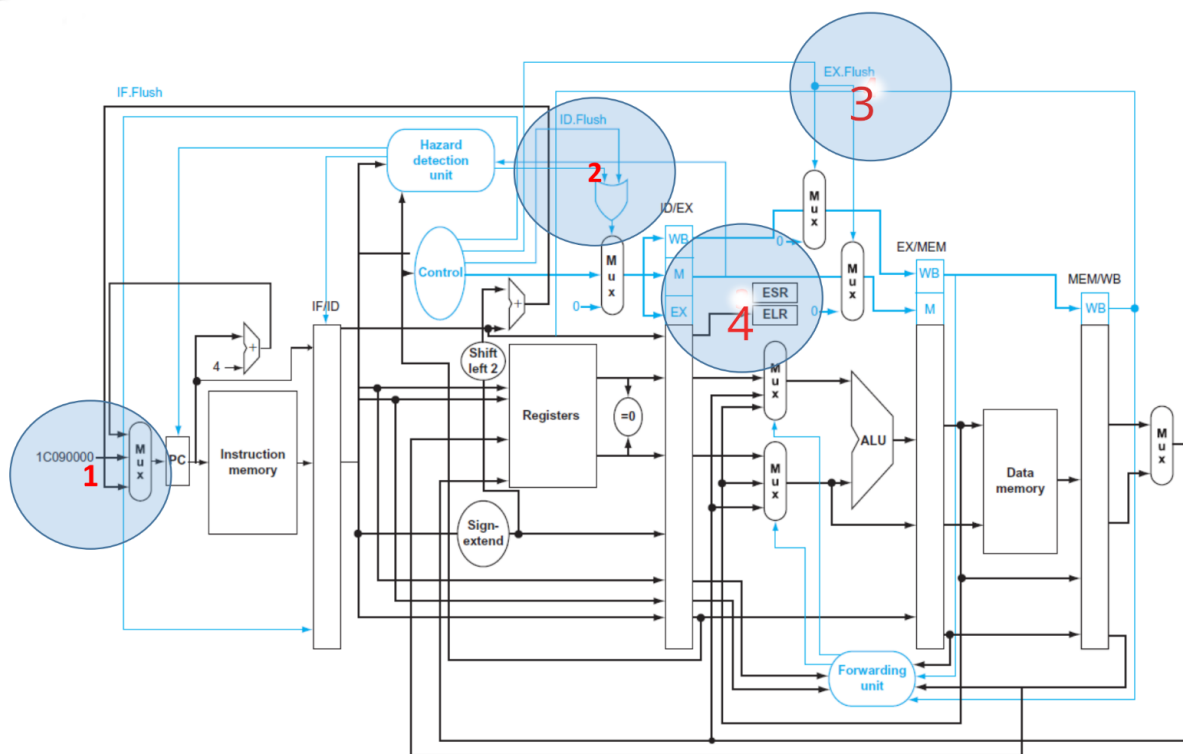 EX.Flush
3
IF.Flush
ID.Flush
Hazard
detection
unit
2
Mux
ID/EX
WB
0
EX/MEM
Control
Mux
M
Mux
WB
MEM/WB
ESR
IF/ID
0
EX
4
ELR
0
M
WB
+
+
Shift
left 2
4
Mux
Registers
=0
Mux
1C090000
1
PC
Instruction
memory
ALU
Mux
Mux
Data
memory
Sign-
extend
Forwarding
unit